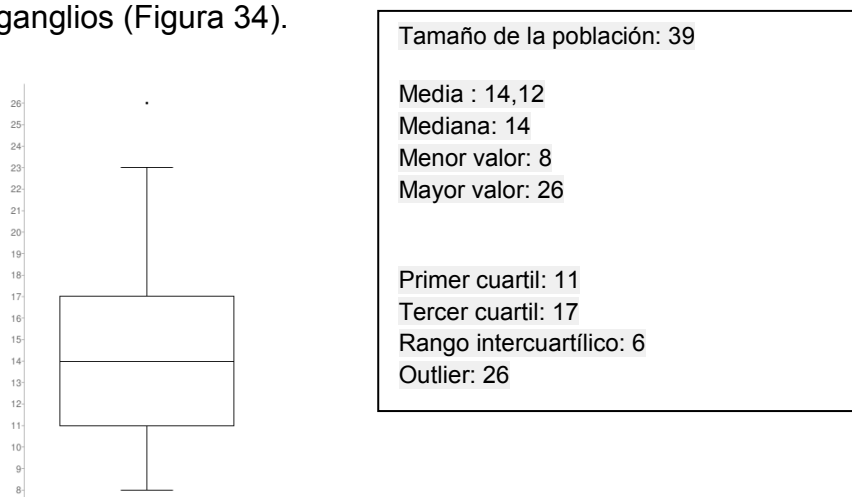 ganglios (Figura 34).
26
25
24
23
22
21
20
19
18
17
16
15
14
13
12
11
10
9
8
Tamaño de la población: 39
Media : 14,12
Mediana: 14
Menor valor: 8
Mayor valor: 26
Primer cuartil: 11
Tercer cuartil: 17
Rango intercuartílico: 6
Outlier: 26